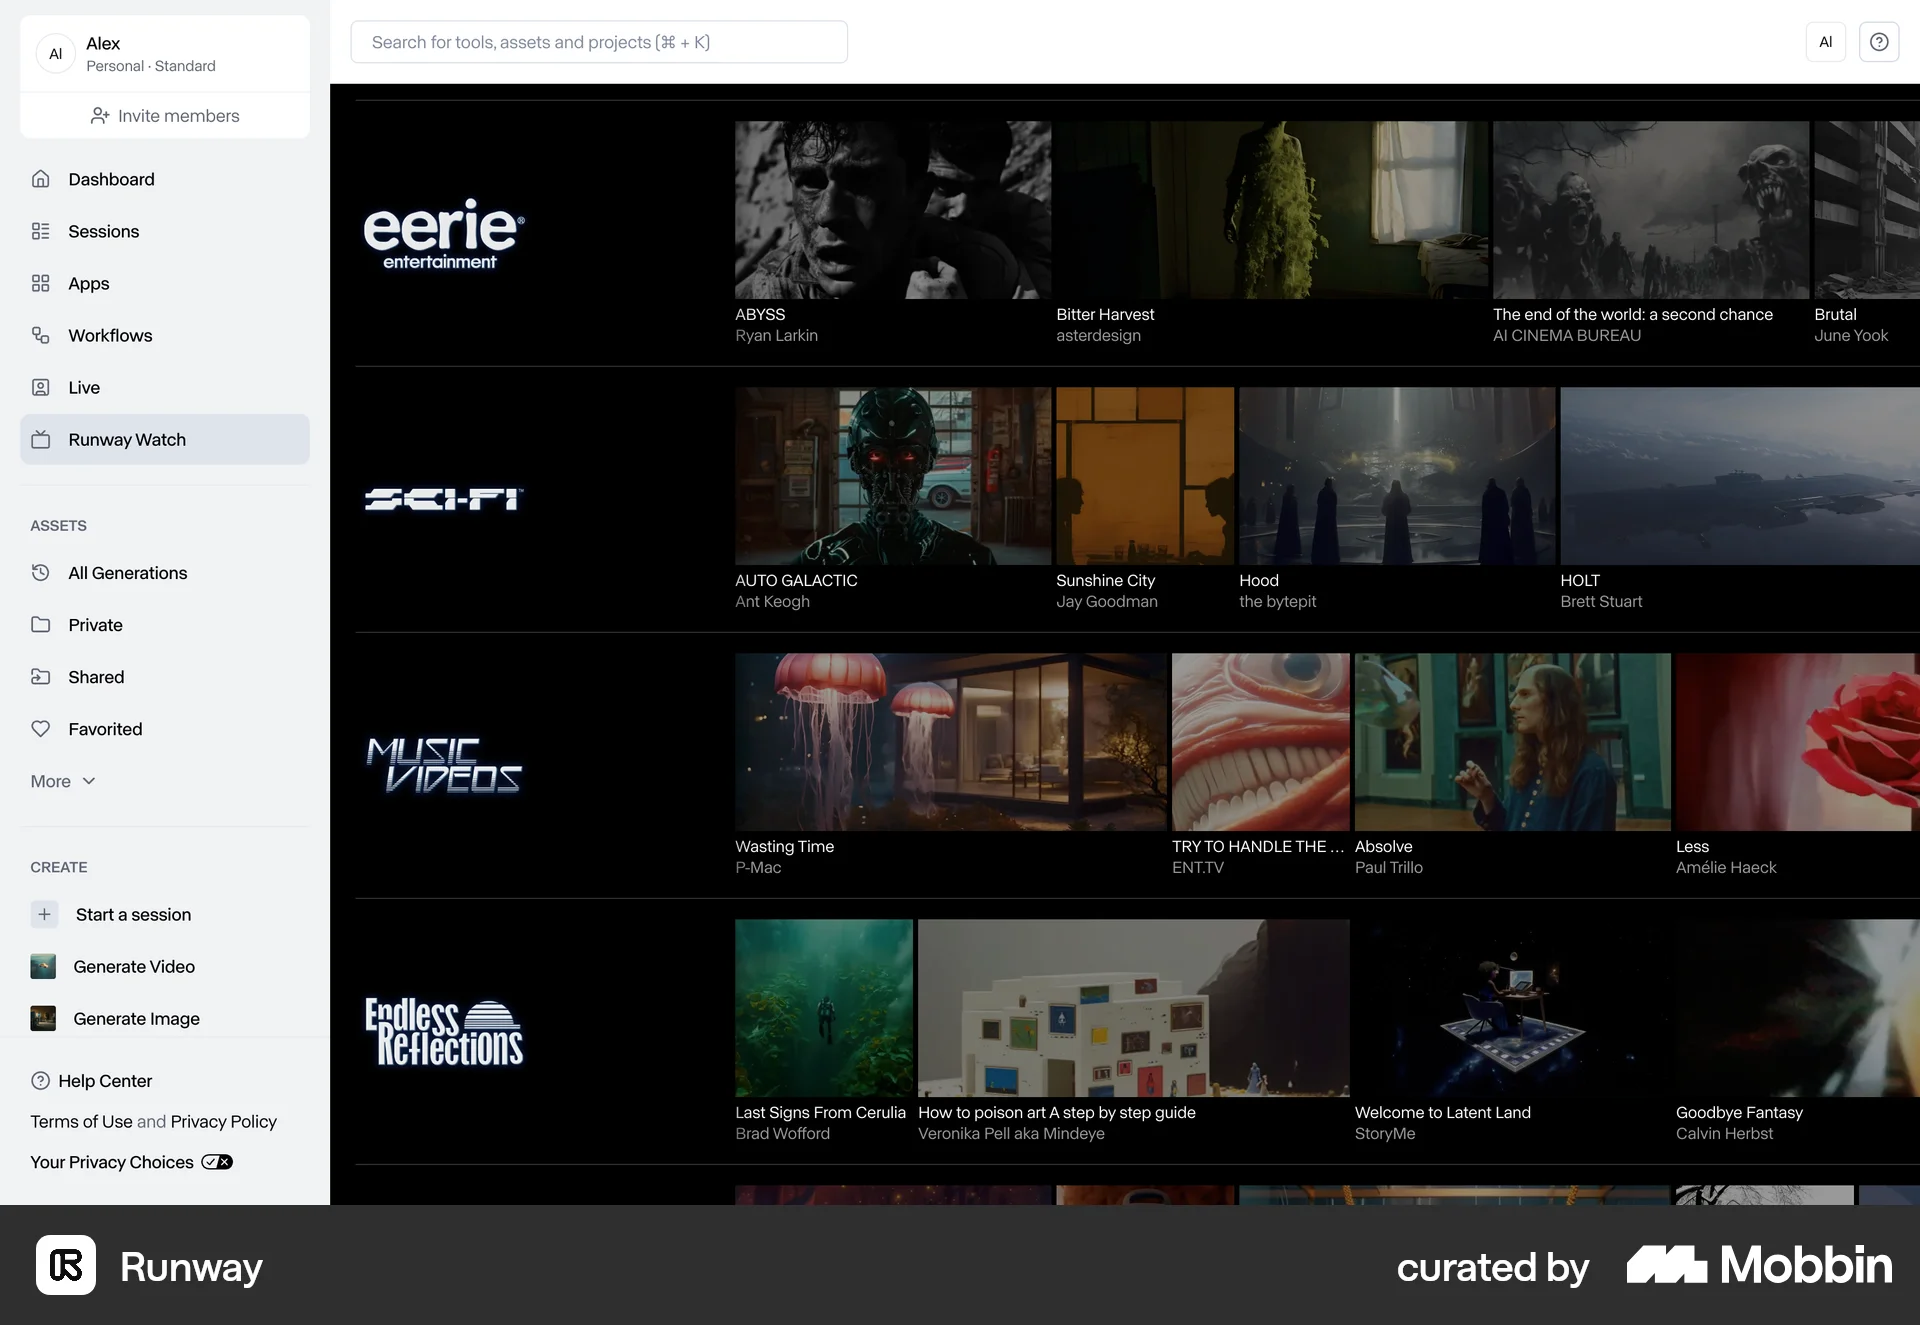 Al
Alex
Personal · Standard
Invite members
Search for tools, assets and projects (⌘ + K)
Al
Dashboard
Sessions
Apps
Workflows
Live
Runway Watch
ASSETS
All Generations
Private
Shared
Favorited
More
CREATE
Start a session
Generate Video
Generate Image
Help Center
Terms of Use and Privacy Policy
Your Privacy Choices
eerie®
entertainment
ABYSS
Ryan Larkin
Bitter Harvest
asterdesign
The end of the world: a second chance
AI CINEMA BUREAU
Brutal
June Yook
SCI-FI™
AUTO GALACTIC
Ant Keogh
Sunshine City
Jay Goodman
Hood
the bytepit
HOLT
Brett Stuart
MUSIC
VIDEOS
Wasting Time
P-Mac
TRY TO HANDLE THE ...
ENT.TV
Absolve
Paul Trillo
Less
Amélie Haeck
Endless
Reflections
Last Signs From Cerulia
Brad Wofford
How to poison art A step by step guide
Veronika Pell aka Mindeye
Welcome to Latent Land
StoryMe
Goodbye Fantasy
Calvin Herbst
Runway
curated by
Mobbin